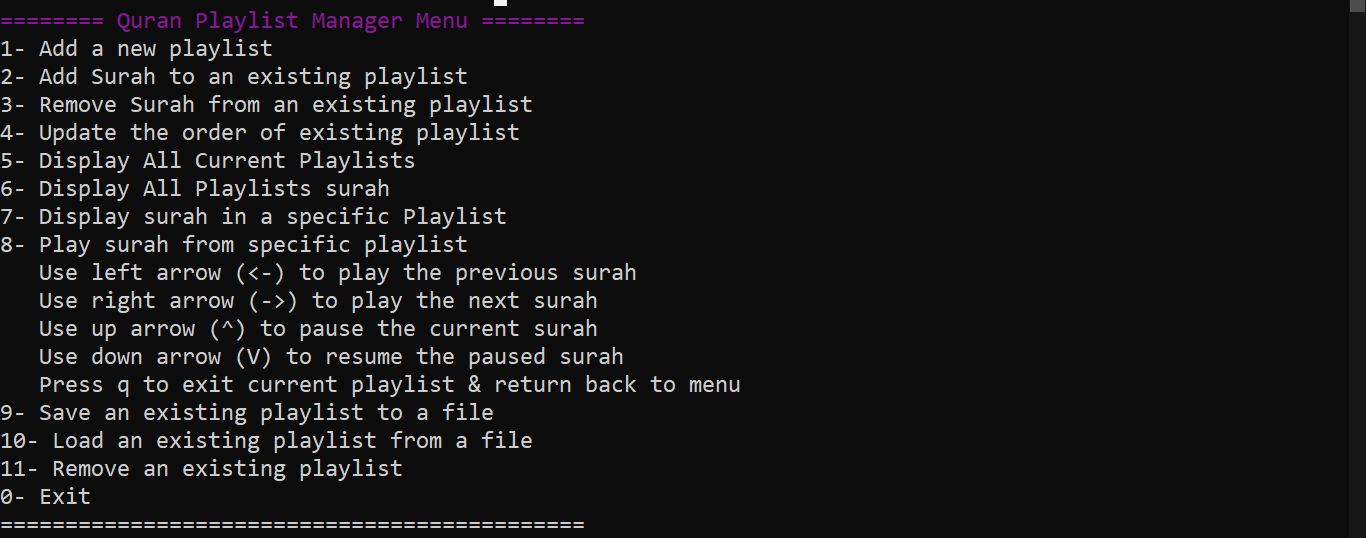 ======== Quran Playlist Manager Menu ========
1- Add a new playlist
2- Add Surah to an existing playlist
3- Remove Surah from an existing playlist
4- Update the order of existing playlist
5- Display All Current Playlists
6- Display All Playlists surah
7- Display surah in a specific Playlist
8- Play surah from specific playlist
   Use left arrow (<-) to play the previous surah
   Use right arrow (->) to play the next surah
   Use up arrow (^) to pause the current surah
   Use down arrow (V) to resume the paused surah
   Press q to exit current playlist & return back to menu
9- Save an existing playlist to a file
10- Load an existing playlist from a file
11- Remove an existing playlist
0- Exit
=============================================